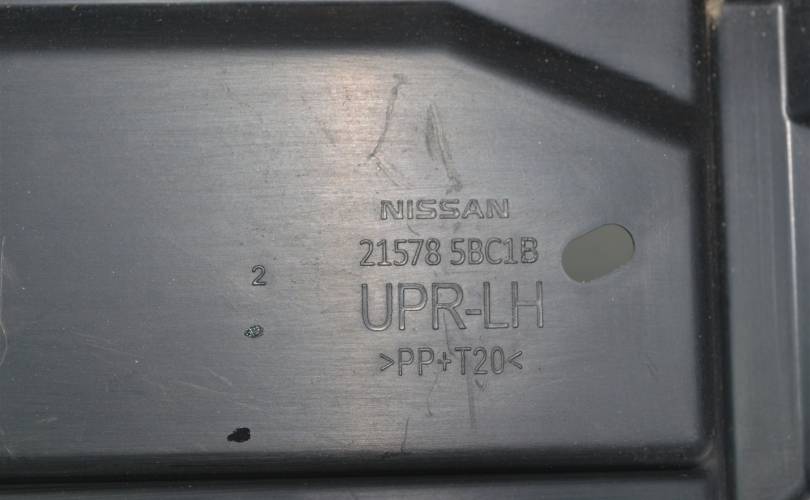 NISSAN
21578 5BC1B
2
UPR-LH
>PP+T20<